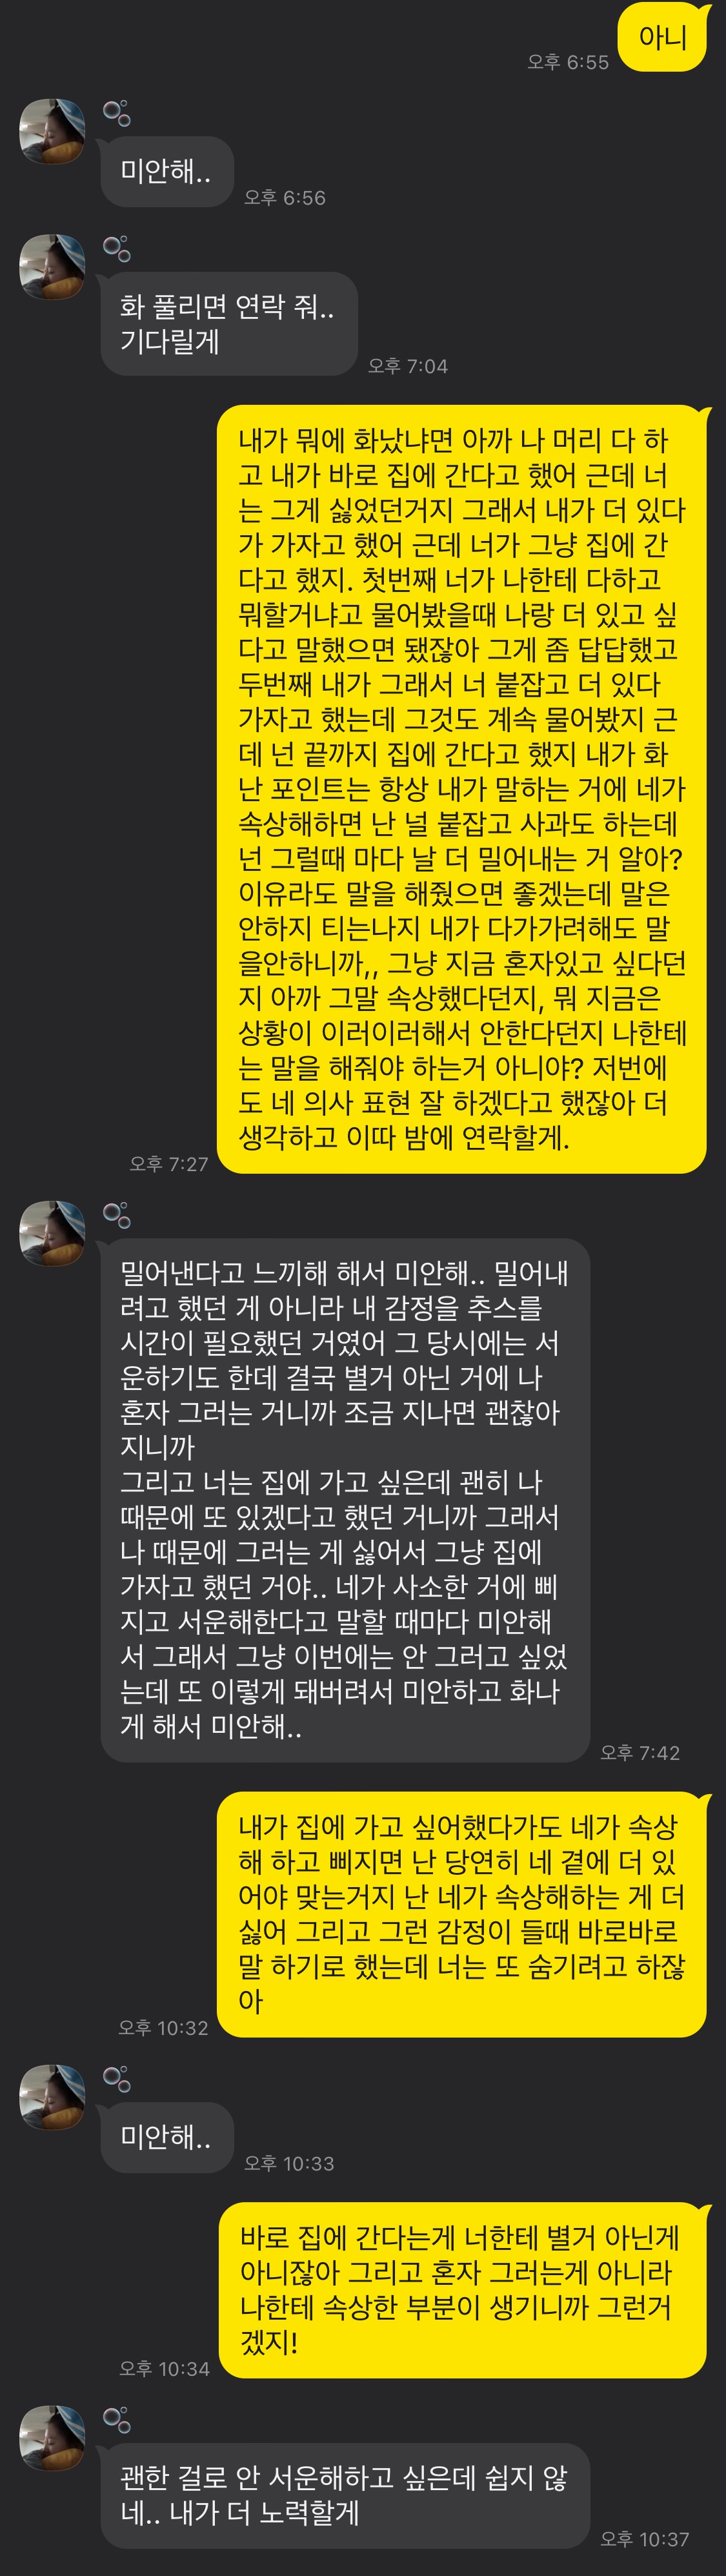 아니
오후 6:55
미안해..
오후 6:56
화 풀리면 연락 줘..
기다릴게
오후 7:04
내가 뭐에 화났냐면 아까 나 머리 다 하
고 내가 바로 집에 간다고 했어 근데 너
는 그게 싫었던거지 그래서 내가 더 있다
가 가자고 했어 근데 너가 그냥 집에 간
다고 했지. 첫번째 너가 나한테 다하고
뭐할거냐고 물어봤을때 나랑 더 있고 싶
다고 말했으면 됐잖아 그게 좀 답답했고
두번째 내가 그래서 너 붙잡고 더 있다
가자고 했는데 그것도 계속 물어봤지 근
데 넌 끝까지 집에 간다고 했지 내가 화
난 포인트는 항상 내가 말하는 거에 네가
속상해하면 난 널 붙잡고 사과도 하는데
넌 그럴때 마다 날 더 밀어내는 거 알아?
이유라도 말을 해줬으면 좋겠는데 말은
안하지 티는나지 내가 다가가려해도 말
을안하니까,, 그냥 지금 혼자있고 싶다던
지 아까 그말 속상했다던지, 뭐 지금은
상황이 이러이러해서 안한다던지 나한테
는 말을 해줘야 하는거 아니야? 저번에
도 네 의사 표현 잘 하겠다고 했잖아 더
생각하고 이따 밤에 연락할게.
오후 7:27
밀어낸다고 느끼해 해서 미안해.. 밀어내
려고 했던 게 아니라 내 감정을 추스를
시간이 필요했던 거였어 그 당시에는 서
운하기도 한데 결국 별거 아닌 거에 나
혼자 그러는 거니까 조금 지나면 괜찮아
지니까
그리고 너는 집에 가고 싶은데 괜히 나
때문에 또 있겠다고 했던 거니까 그래서
나 때문에 그러는 게 싫어서 그냥 집에
가자고 했던 거야.. 네가 사소한 거에 삐
지고 서운해한다고 말할 때마다 미안해
서 그래서 그냥 이번에는 안 그러고 싶었
는데 또 이렇게 돼버려서 미안하고 화나
게 해서 미안해..
오후 7:42
내가 집에 가고 싶어했다가도 네가 속상
해 하고 삐지면 난 당연히 네 곁에 더 있
어야 맞는거지 난 네가 속상해하는 게 더
싫어 그리고 그런 감정이 들때 바로바로
말 하기로 했는데 너는 또 숨기려고 하잖
아
오후 10:32
미안해..
오후 10:33
바로 집에 간다는게 너한테 별거 아닌게
아니잖아 그리고 혼자 그러는게 아니라
나한테 속상한 부분이 생기니까 그런거
겠지!
오후 10:34
괜한 걸로 안 서운해하고 싶은데 쉽지 않
네.. 내가 더 노력할게
오후 10:37